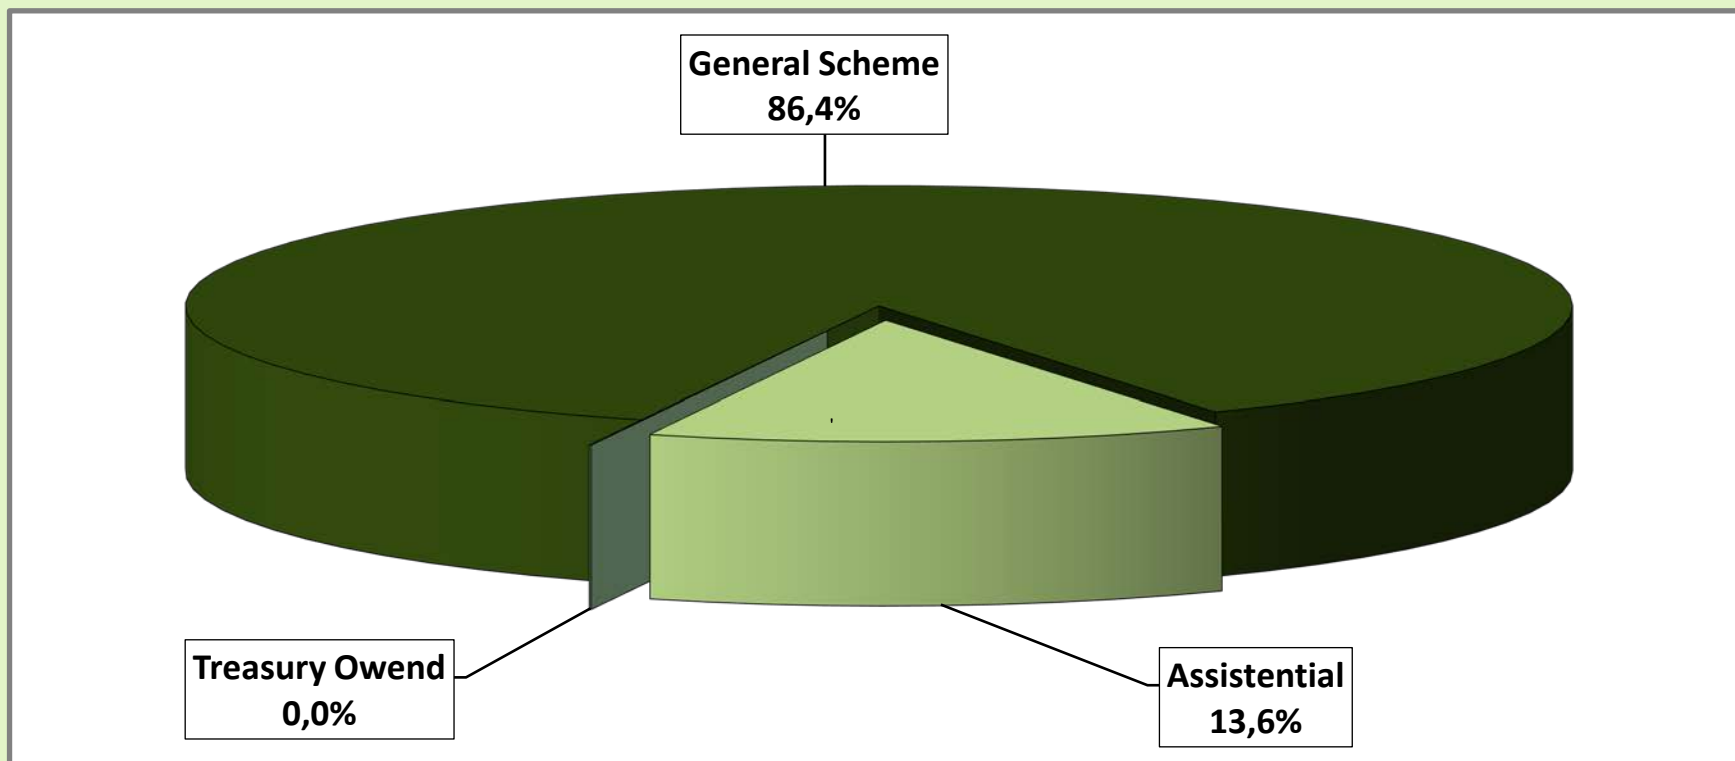 General Scheme
86,4%
Treasury Owend
0,0%
Assistential
13,6%